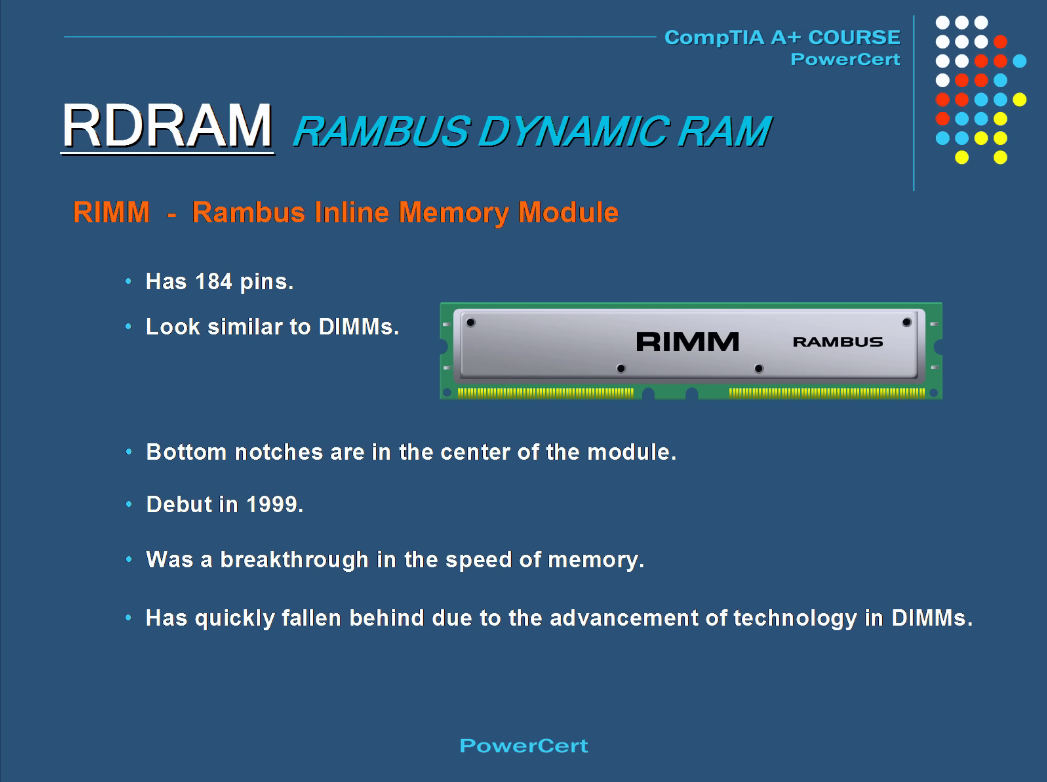 CompTIA A+ COURSE
PowerCert
RDRAM RAMBUS DYNAMIC RAM
RIMM - Rambus Inline Memory Module
• Has 184 pins.
• Look similar to DIMMs.
RIMM RAMBUS
• Bottom notches are in the center of the module.
• Debut in 1999.
• Was a breakthrough in the speed of memory.
• Has quickly fallen behind due to the advancement of technology in DIMMs.
PowerCert